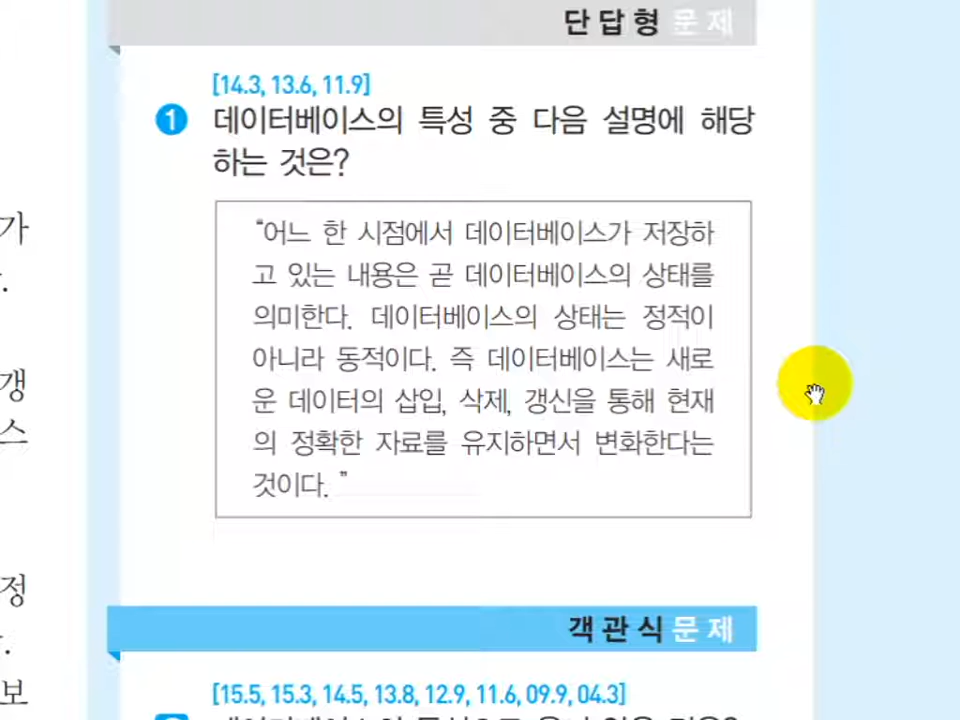 단답형 문제
[14.3, 13.6, 11.9]
1 데이터베이스의 특성 중 다음 설명에 해당
하는 것은?
“어느 한 시점에서 데이터베이스가 저장하
고 있는 내용은 곧 데이터베이스의 상태를
의미한다. 데이터베이스의 상태는 정적이
아니라 동적이다. 즉 데이터베이스는 새로
운 데이터의 삽입, 삭제, 갱신을 통해 현재
의 정확한 자료를 유지하면서 변화한다는
것이다. ”
가
.
갱
스
정
.
보
객관식 문제
[15.5, 15.3, 14.5, 13.8, 12.9, 11.6, 09.9, 04.3]